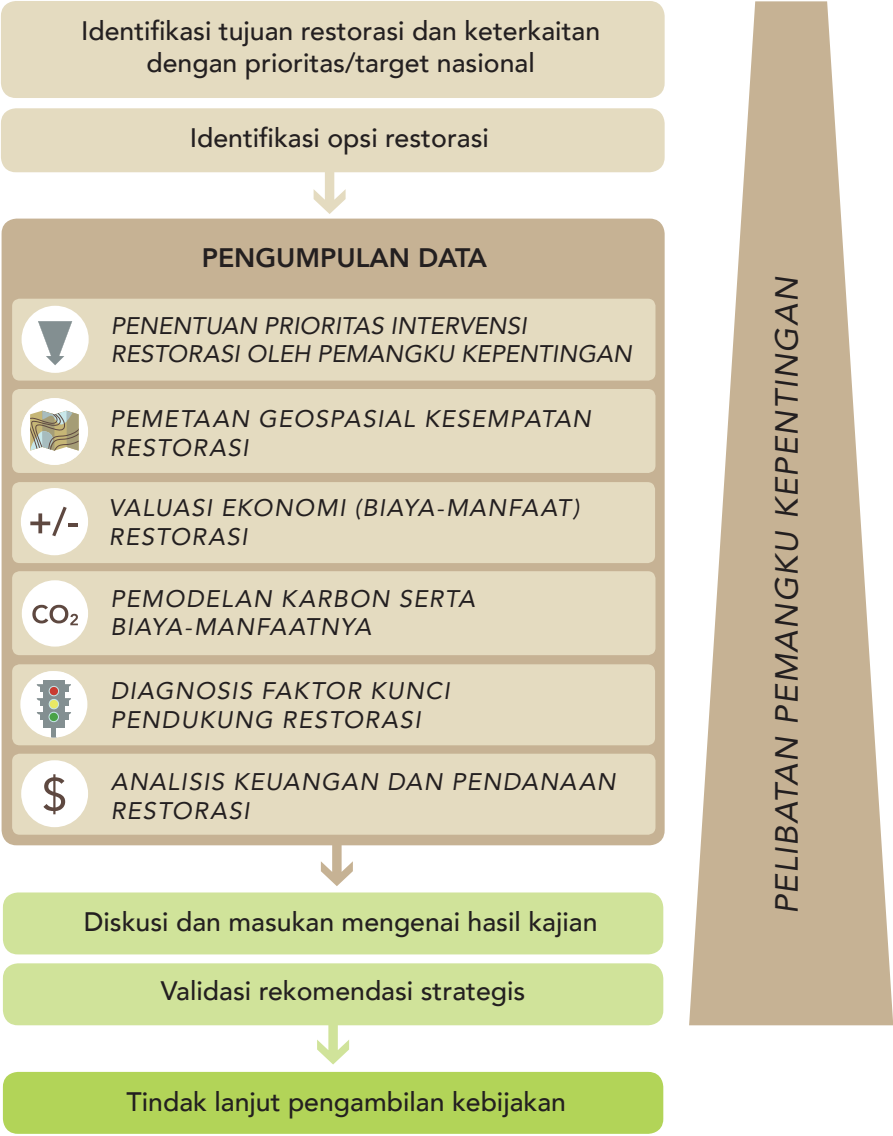 Identifikasi tujuan restorasi dan keterkaitan
dengan prioritas/target nasional
Identifikasi opsi restorasi
PENGUMPULAN DATA
PENENTUAN PRIORITAS INTERVENSI
RESTORASI OLEH PEMANGKU KEPENTINGAN
PEMETAAN GEOSPASIAL KESEMPATAN
RESTORASI
+/-
VALUASI EKONOMI (BIAYA-MANFAAT)
RESTORASI
CO₂
PEMODELAN KARBON SERTA
BIAYA-MANFAATNYA
DIAGNOSIS FAKTOR KUNCI
PENDUKUNG RESTORASI
$
ANALISIS KEUANGAN DAN PENDANAAN
RESTORASI
Diskusi dan masukan mengenai hasil kajian
Validasi rekomendasi strategis
Tindak lanjut pengambilan kebijakan
PELIBATAN PEMANGKU KEPENTINGAN